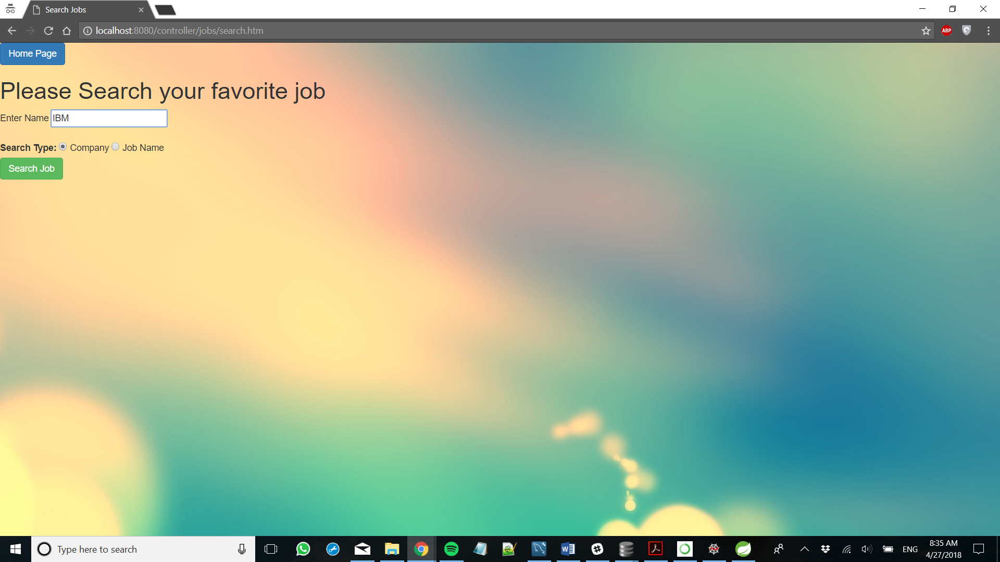 Search Jobs
localhost:8080/controller/jobs/search.htm
ABP
Home Page
Please Search your favorite job
Enter Name IBM
Search Type: Company Job Name
Search Job
Type here to search
ENG
8:35 AM
4/27/2018